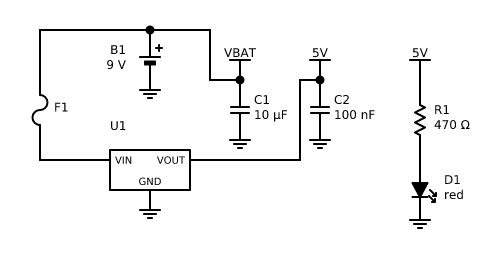 B1
9 V
+
VBAT
5V
5V
F1
C1
10 µF
C2
100 nF
R1
470 Ω
U1
VIN
VOUT
GND
D1
red